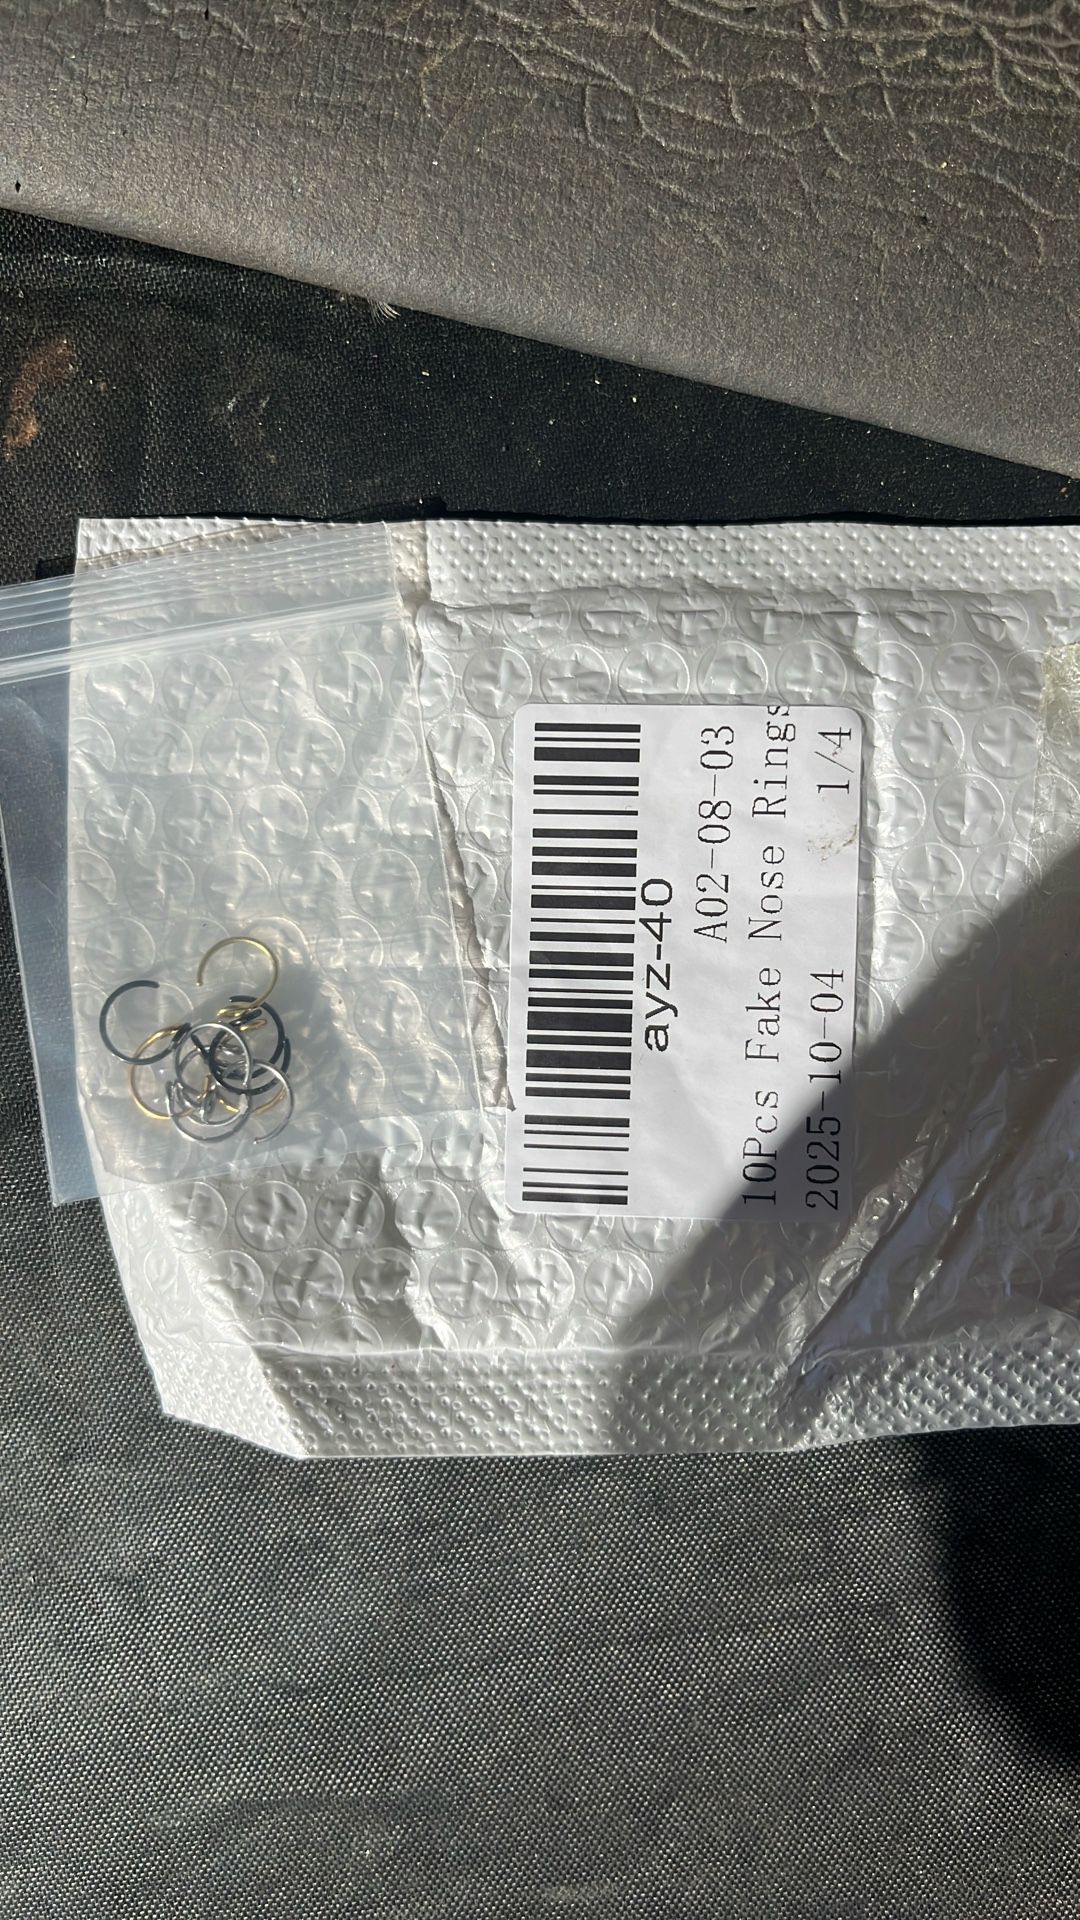 ayz-40
A02-08-03
10Pcs Fake Nose Rings
2025-10-04 1/4